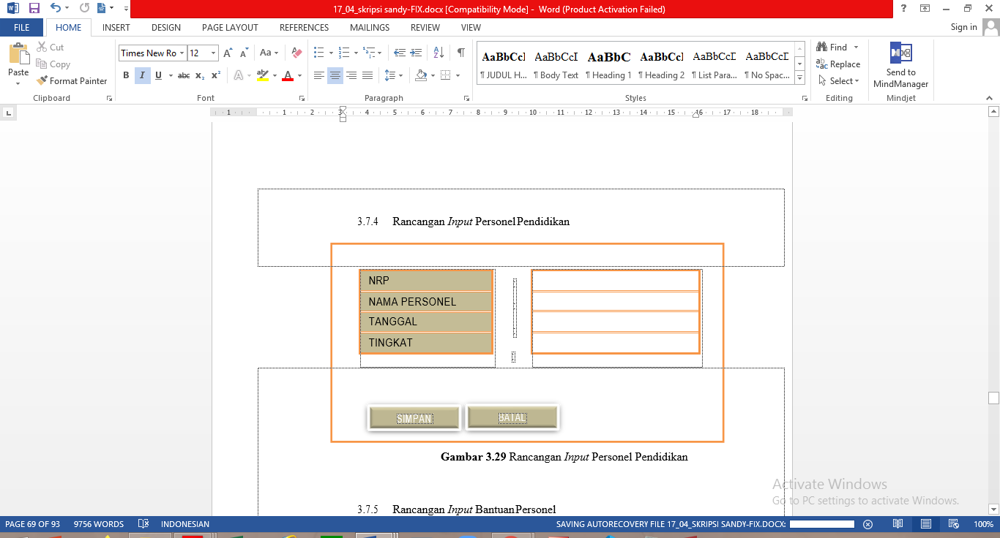 17_04_skripsi sandy-FIX.docx [Compatibility Mode] - Word (Product Activation Failed)
FILE HOME INSERT DESIGN PAGE LAYOUT REFERENCES MAILINGS REVIEW VIEW Sign in
Paste
Cut
Copy
Format Painter
Clipboard
Times New Ro 12
Font
Paragraph
AaBbCcI AaBbCcI AaBbC AaBbCcI AaBbCcD AaBbCcD
¶ JUDUL H... ¶ Body Text ¶ Heading 1 ¶ Heading 2 ¶ List Para... ¶ No Spac...
Styles
Find
Replace
Select
Editing
Send to
MindManager
Mindjet
1 1 2 3 4 5 6 7 8 9 10 11 12 13 14 15 16 17 18
3.7.4 Rancangan Input Personel Pendidikan
NRP
NAMA PERSONEL
TANGGAL
TINGKAT
SIMPAN BATAL
Gambar 3.29 Rancangan Input Personel Pendidikan
3.7.5 Rancangan Input Bantuan Personel
Activate Windows
Go to PC settings to activate Windows.
PAGE 69 OF 93 9756 WORDS INDONESIAN SAVING AUTORECOVERY FILE 17_04_SKRIPSI SANDY-FIX.DOCX: 100%